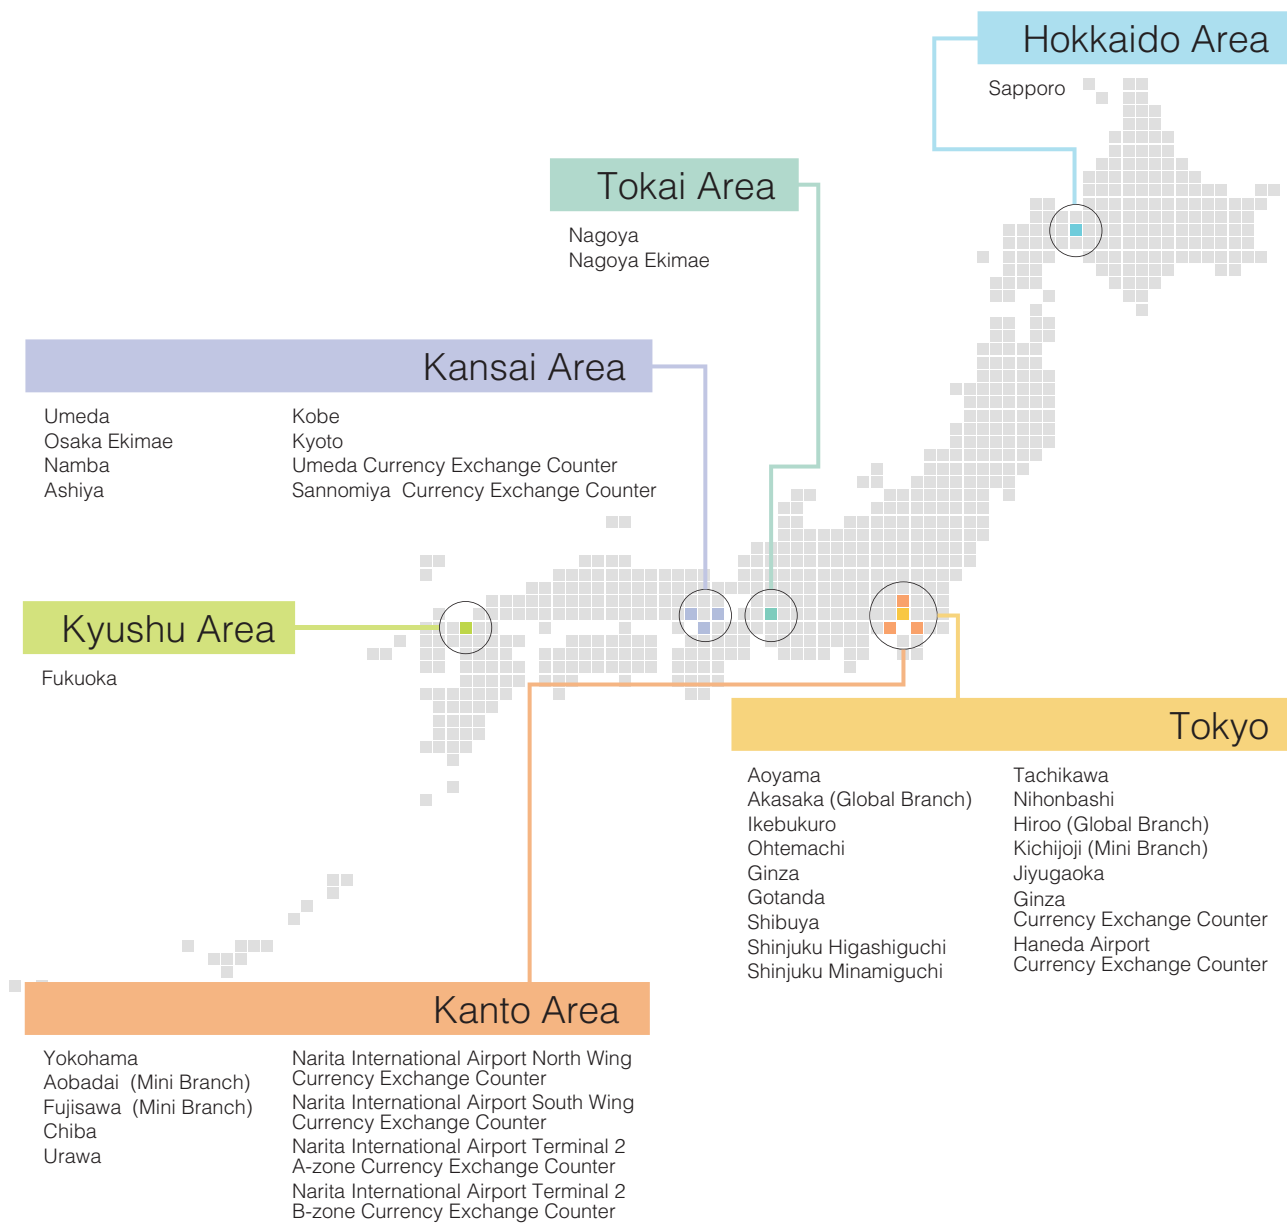 Hokkaido Area
Sapporo
Tokai Area
Nagoya
Nagoya Ekimae
Kansai Area
Umeda
Osaka Ekimae
Namba
Ashiya
Kobe
Kyoto
Umeda Currency Exchange Counter
Sannomiya  Currency Exchange Counter
Kyushu Area
Fukuoka
Tokyo
Aoyama
Akasaka (Global Branch)
Ikebukuro
Ohtemachi
Ginza
Gotanda
Shibuya
Shinjuku Higashiguchi
Shinjuku Minamiguchi
Tachikawa
Nihonbashi
Hiroo (Global Branch)
Kichijoji (Mini Branch)
Jiyugaoka
Ginza
Currency Exchange Counter
Haneda Airport
Currency Exchange Counter
Kanto Area
Yokohama
Aobadai  (Mini Branch)
Fujisawa  (Mini Branch)
Chiba
Urawa
Narita International Airport North Wing
Currency Exchange Counter
Narita International Airport South Wing
Currency Exchange Counter
Narita International Airport Terminal 2
A-zone Currency Exchange Counter
Narita International Airport Terminal 2
B-zone Currency Exchange Counter